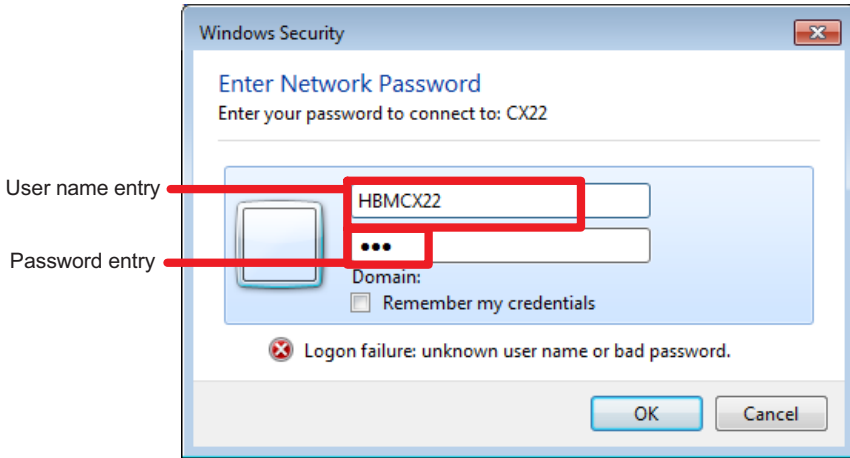 Windows Security
Enter Network Password
Enter your password to connect to: CX22
User name entry
HBMCX22
Password entry
●●●
Domain:
Remember my credentials
Logon failure: unknown user name or bad password.
OK Cancel